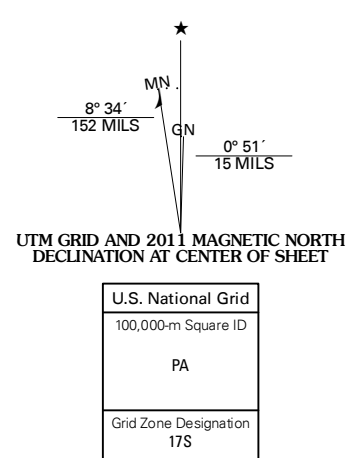 ★
MN
8° 34´
152 MILS
GN
0° 51´
15 MILS
UTM GRID AND 2011 MAGNETIC NORTH
DECLINATION AT CENTER OF SHEET
U.S. National Grid
100,000-m Square ID
PA
Grid Zone Designation
17S